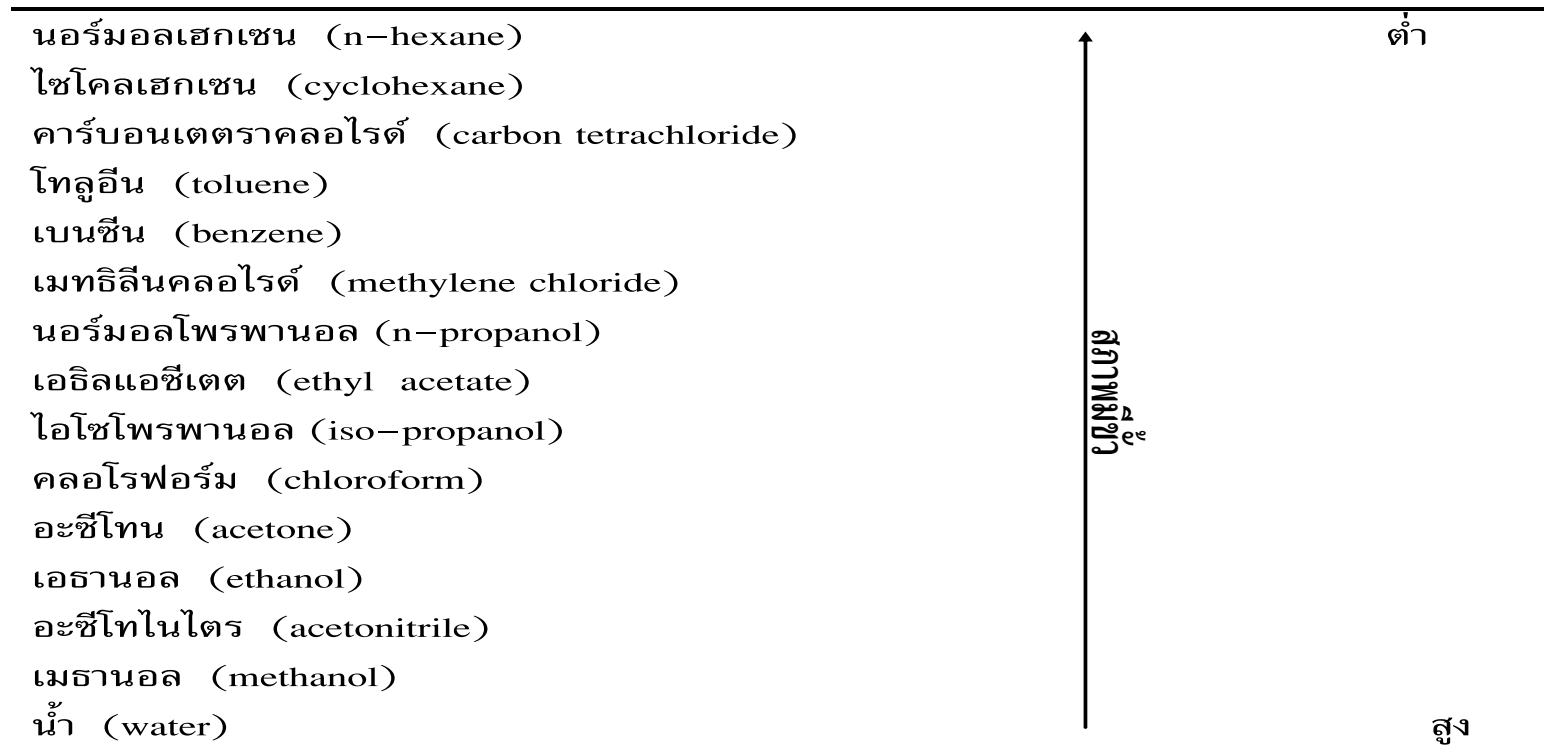 นอร์มอลเฮกเซน (n-hexane) ต่ำ
ไซโคลเฮกเซน (cyclohexane)
คาร์บอนเตตราคลอไรด์ (carbon tetrachloride)
โทลูอีน (toluene)
เบนซีน (benzene)
เมทธิลีนคลอไรด์ (methylene chloride)
นอร์มอลโพรพานอล (n-propanol)
เอธิลแอซีเตต (ethyl acetate)
ไอโซโพรพานอล (iso-propanol)
คลอโรฟอร์ม (chloroform)
อะซีโทน (acetone)
เอธานอล (ethanol)
อะซีโทไนไตร (acetonitrile)
เมธานอล (methanol)
น้ำ (water) สูง
สภาพมีขั้ว